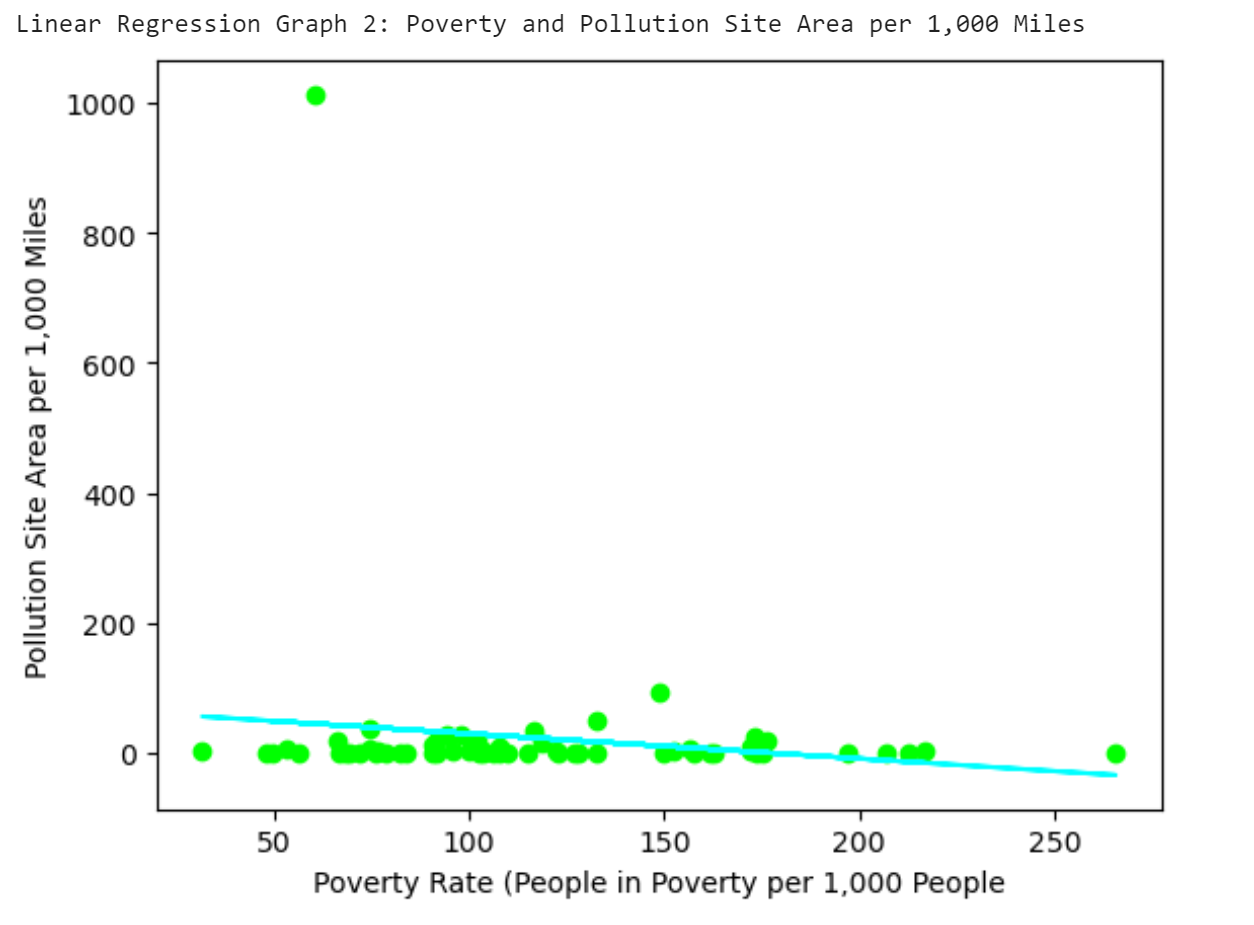 Linear Regression Graph 2: Poverty and Pollution Site Area per 1,000 Miles
1000
800
600
400
200
0
Pollution Site Area per 1,000 Miles
50 100 150 200 250
Poverty Rate (People in Poverty per 1,000 People